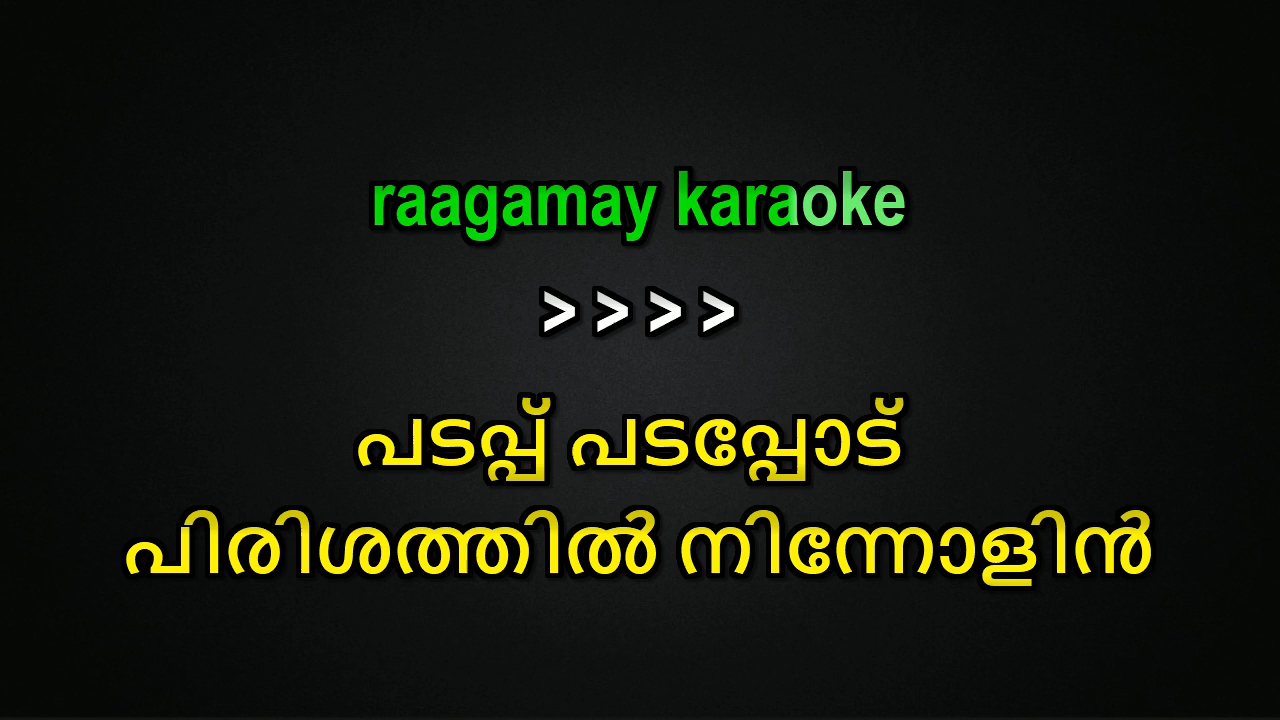 raagamay karaoke
> > > >
പടപ്പ് പടപ്പോട്
പിരിശത്തിൽ നിന്നോളിൻ